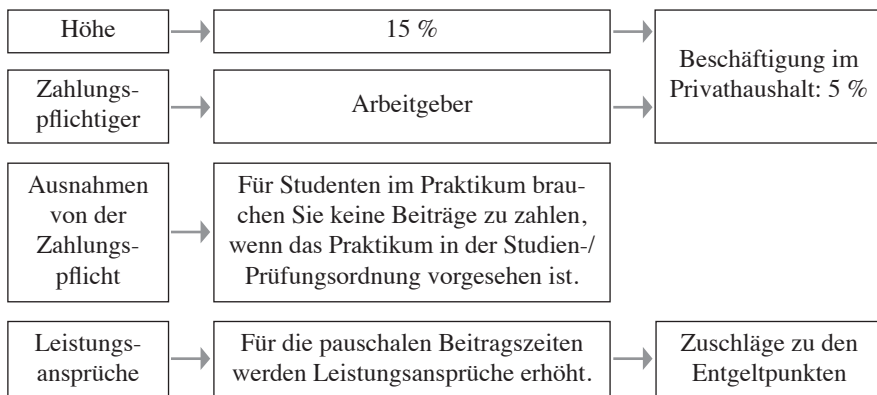 Höhe
15 %
Beschäftigung im
Privathaushalt: 5 %
Zahlungs-
pflichtiger
Arbeitgeber
Ausnahmen
von der
Zahlungs-
pflicht
Für Studenten im Praktikum brau-
chen Sie keine Beiträge zu zahlen,
wenn das Praktikum in der Studien-/
Prüfungsordnung vorgesehen ist.
Leistungs-
ansprüche
Für die pauschalen Beitragszeiten
werden Leistungsansprüche erhöht.
Zuschläge zu den
Entgeltpunkten